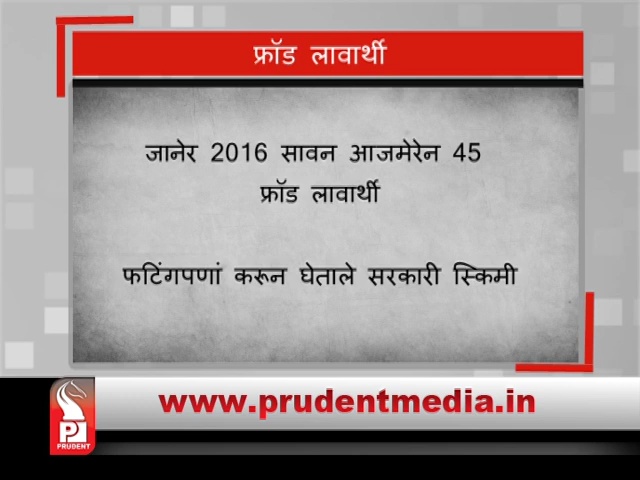 फ्रॉड लावार्थी
जानेर 2016 सावन आजमेरेन 45
फ्रॉड लावार्थी
फटिंगपणां करून घेताले सरकारी स्किमी
www.prudentmedia.in
PRUDENT